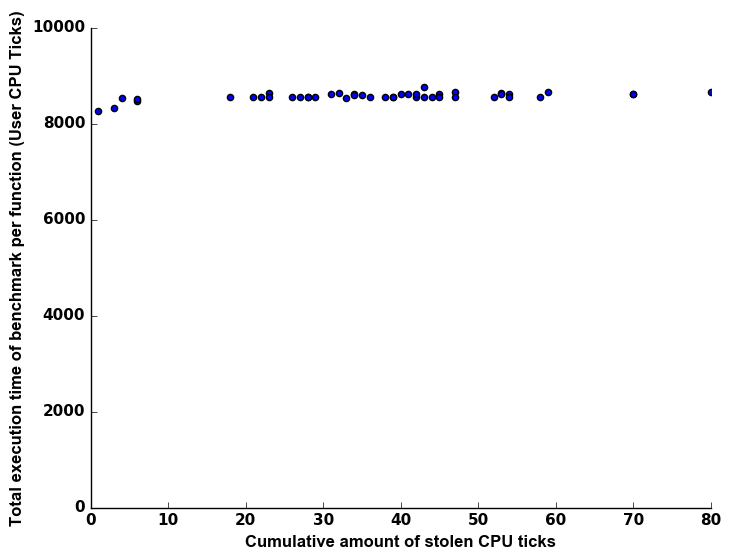 Total execution time of benchmark per function (User CPU Ticks)
10000
8000
6000
4000
2000
0
0 10 20 30 40 50 60 70 80
Cumulative amount of stolen CPU ticks